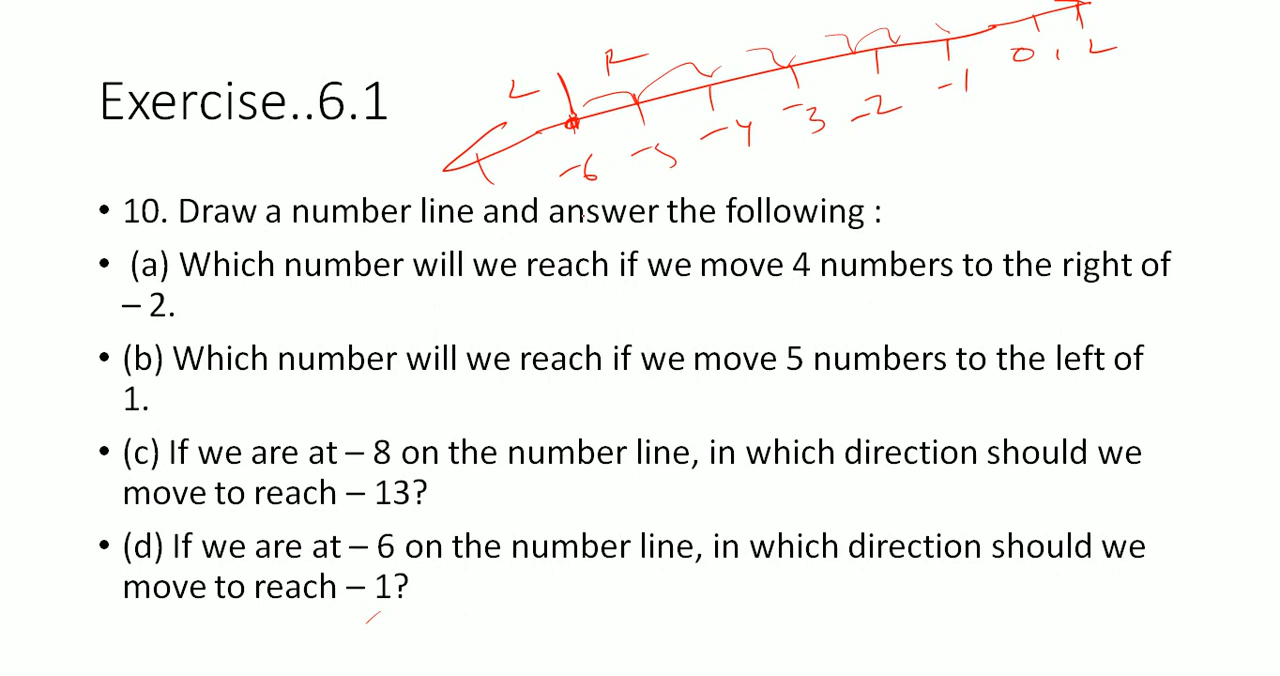 L R
-6 -5 -4 -3 -2 -1 0 1 2
Exercise..6.1
• 10. Draw a number line and answer the following :
• (a) Which number will we reach if we move 4 numbers to the right of
– 2.
• (b) Which number will we reach if we move 5 numbers to the left of
1.
• (c) If we are at – 8 on the number line, in which direction should we
move to reach – 13?
• (d) If we are at – 6 on the number line, in which direction should we
move to reach – 1?